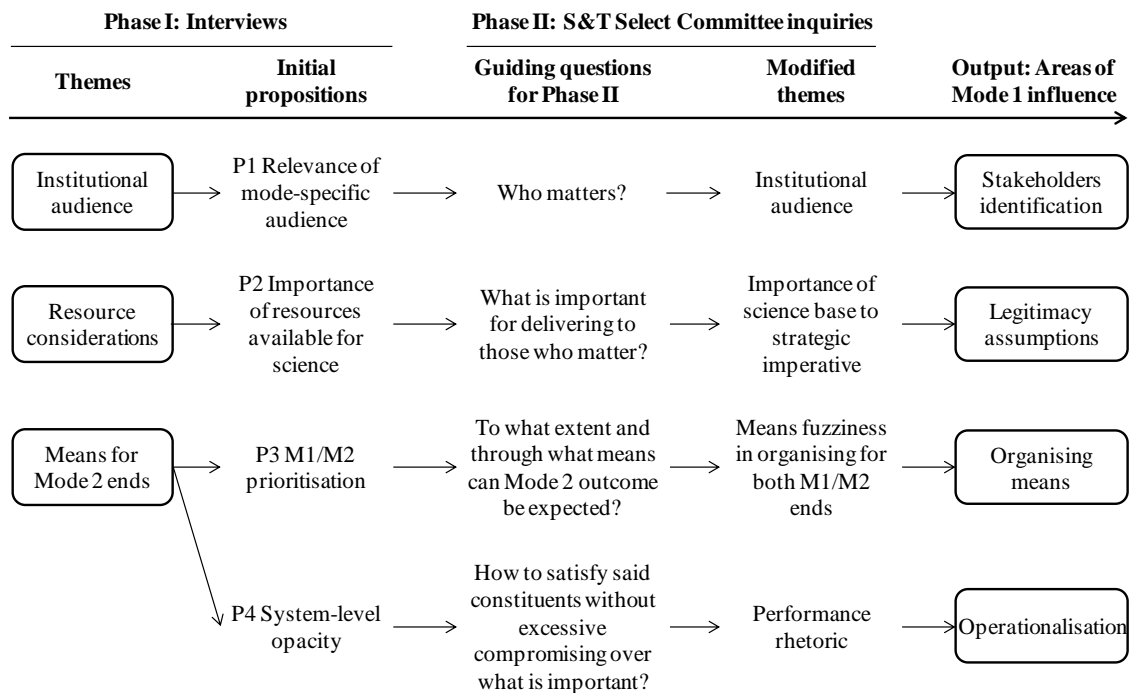 Phase I: Interviews
Phase II: S&T Select Committee inquiries
Themes
Initial
propositions
Guiding questions
for Phase II
Modified
themes
Output: Areas of
Mode 1 influence
Institutional
audience
P1 Relevance of
mode-specific
audience
Who matters?
Institutional
audience
Stakeholders
identification
Resource
considerations
P2 Importance
of resources
available for
science
What is important
for delivering to
those who matter?
Importance of
science base to
strategic
imperative
Legitimacy
assumptions
Means for
Mode 2 ends
P3 M1/M2
prioritisation
To what extent and
through what means
can Mode 2 outcome
be expected?
Means fuzziness
in organising for
both M1/M2
ends
Organising
means
P4 System-level
opacity
How to satisfy said
constituents without
excessive
compromising over
what is important?
Performance
rhetoric
Operationalisation